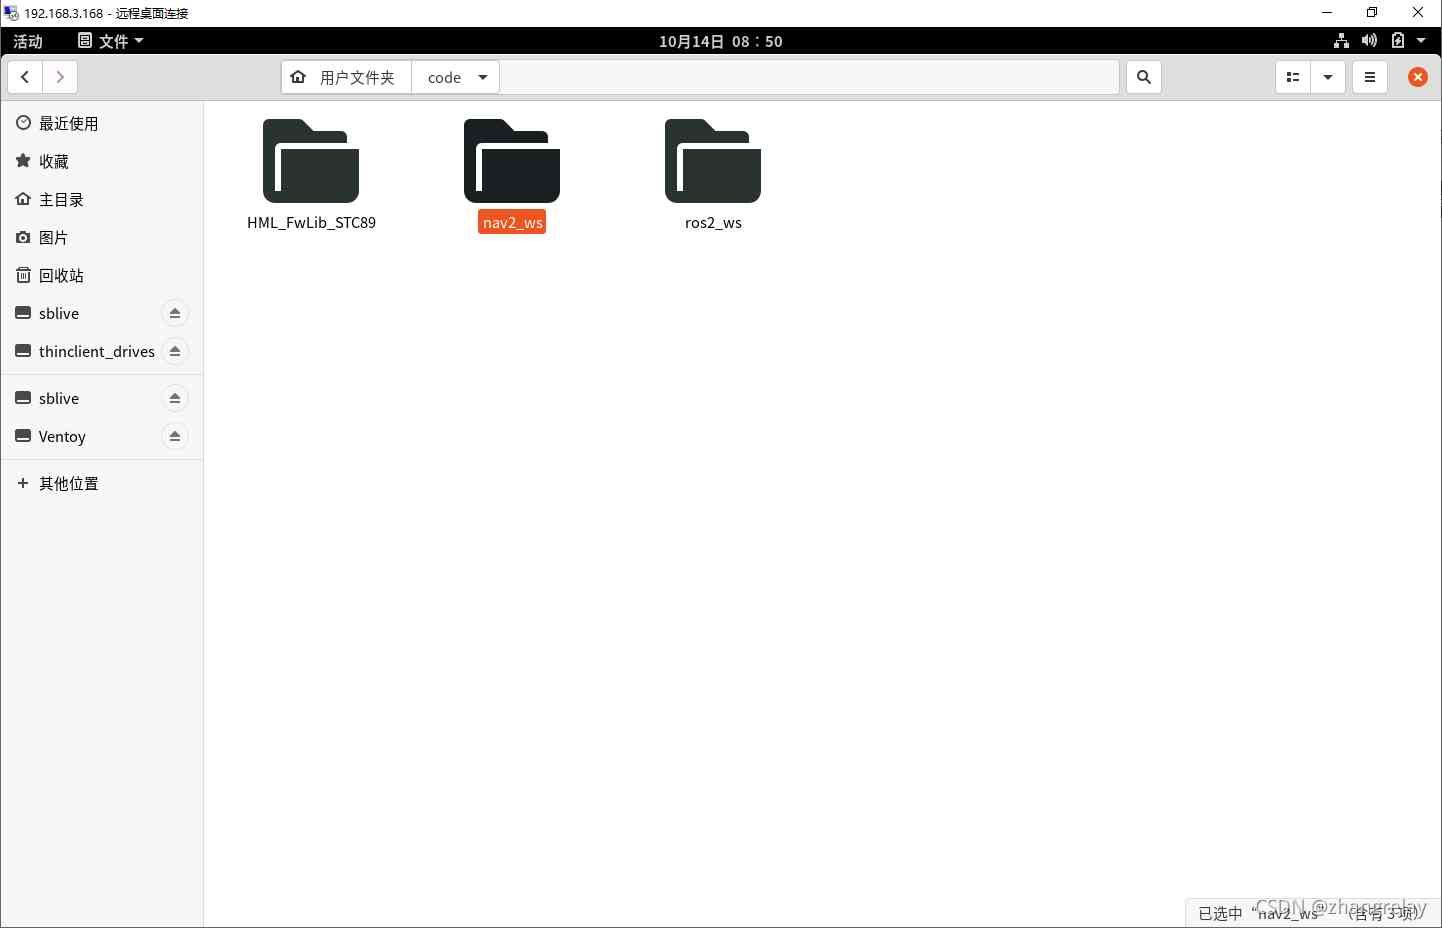 192.168.3.168 - 远程桌面连接
活动 文件 10月14日 08：50
用户文件夹 code
最近使用
收藏
主目录
图片
回收站
sblive
thinclient_drives
sblive
Ventoy
其他位置
HML_FwLib_STC89 nav2_ws ros2_ws
已选中“nav2_ws”（含有 3 项）
CSDN @zhangrelay